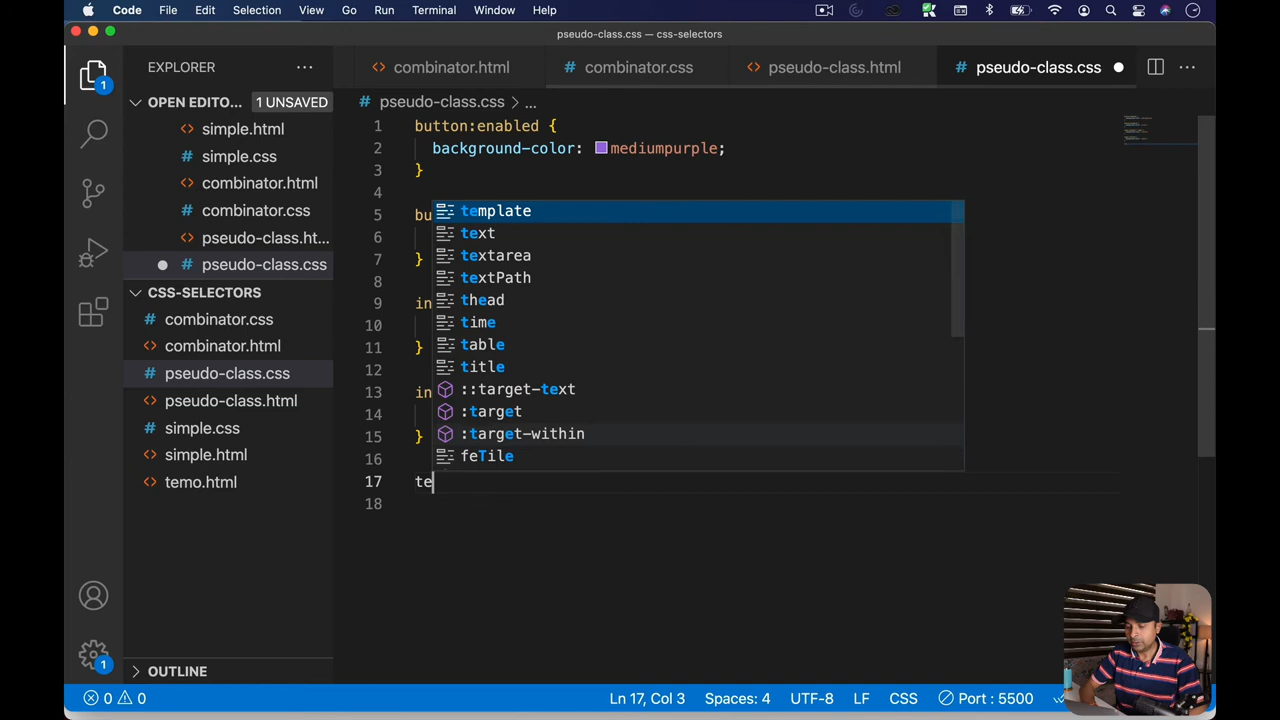 Code File Edit Selection View Go Run Terminal Window Help
pseudo-class.css — css-selectors
EXPLORER
combinator.html
combinator.css
pseudo-class.html
pseudo-class.css
OPEN EDITO... 1 UNSAVED
simple.html
simple.css
combinator.html
combinator.css
pseudo-class.ht...
pseudo-class.css
CSS-SELECTORS
combinator.css
combinator.html
pseudo-class.css
pseudo-class.html
simple.css
simple.html
temo.html
OUTLINE
1
1
pseudo-class.css > ...
1 button:enabled {
2 background-color: mediumpurple;
3 }
4
5 bu
6
7 }
8
9 in
10
11 }
12
13 in
14
15 }
16
17 te
18
template
text
textarea
textPath
thead
time
table
title
::target-text
:target
:target-within
feTile
0 0 Ln 17, Col 3 Spaces: 4 UTF-8 LF CSS Port : 5500